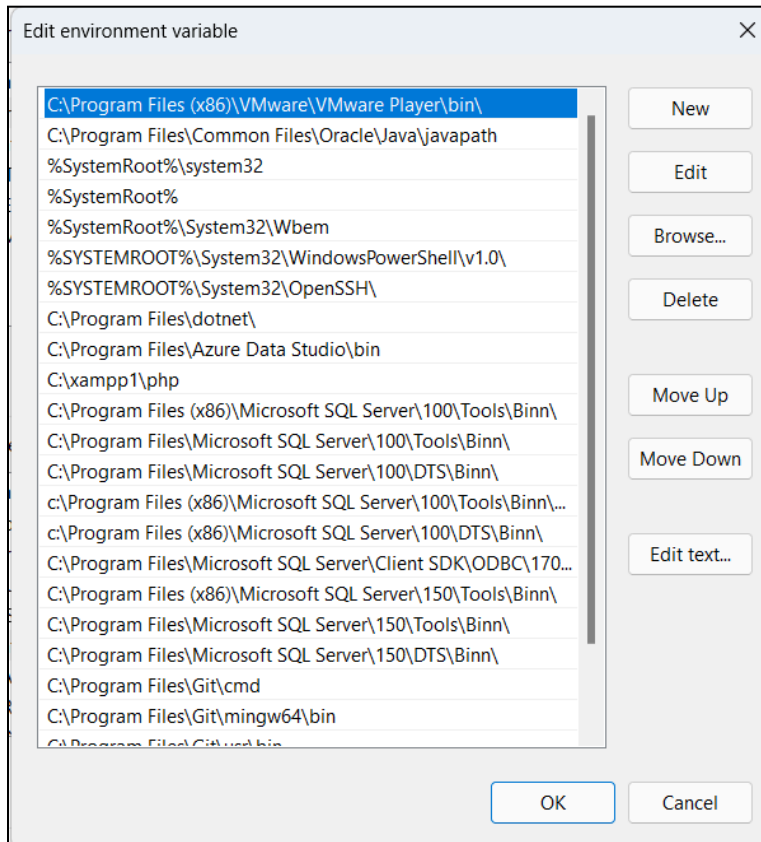 Edit environment variable
C:\Program Files (x86)\VMware\VMware Player\bin\
C:\Program Files\Common Files\Oracle\Java\javapath
%SystemRoot%\system32
%SystemRoot%
%SystemRoot%\System32\Wbem
%SYSTEMROOT%\System32\WindowsPowerShell\v1.0\
%SYSTEMROOT%\System32\OpenSSH\
C:\Program Files\dotnet\
C:\Program Files\Azure Data Studio\bin
C:\xampp1\php
C:\Program Files (x86)\Microsoft SQL Server\100\Tools\Binn\
C:\Program Files\Microsoft SQL Server\100\Tools\Binn\
C:\Program Files\Microsoft SQL Server\100\DTS\Binn\
c:\Program Files (x86)\Microsoft SQL Server\100\Tools\Binn\...
c:\Program Files (x86)\Microsoft SQL Server\100\DTS\Binn\
C:\Program Files\Microsoft SQL Server\Client SDK\ODBC\170...
C:\Program Files (x86)\Microsoft SQL Server\150\Tools\Binn\
C:\Program Files\Microsoft SQL Server\150\Tools\Binn\
C:\Program Files\Microsoft SQL Server\150\DTS\Binn\
C:\Program Files\Git\cmd
C:\Program Files\Git\mingw64\bin
C:\Program Files\Git\usr\bin
New
Edit
Browse...
Delete
Move Up
Move Down
Edit text...
OK
Cancel